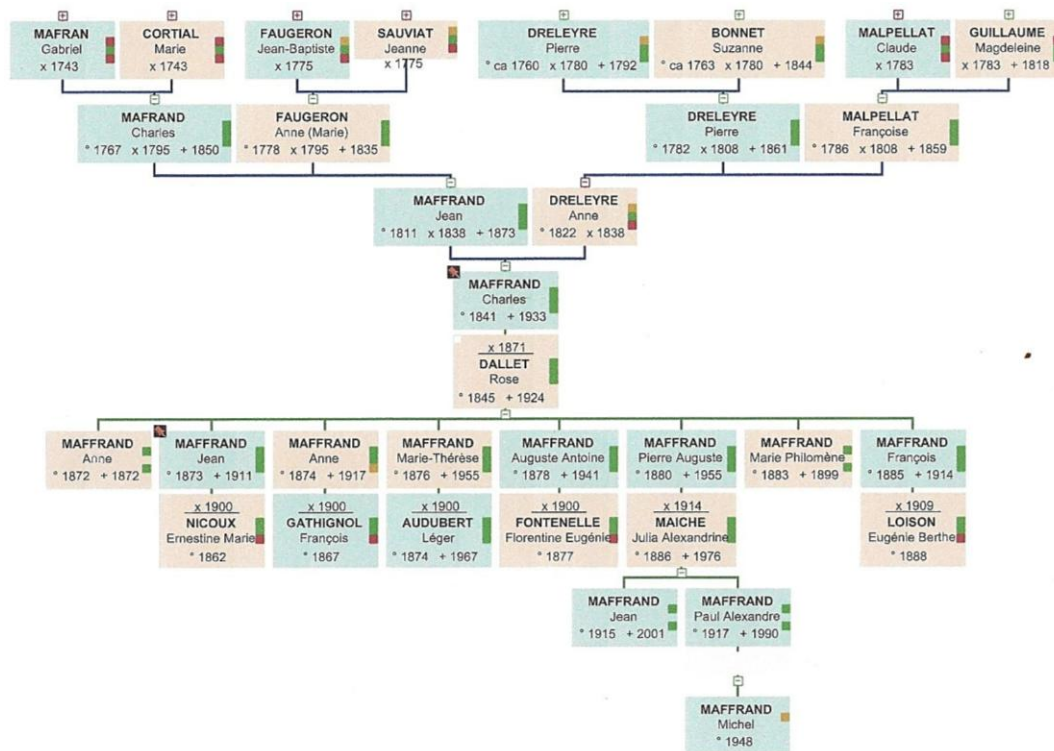 MAFRAN
Gabriel
x 1743
CORTIAL
Marie
x 1743
FAUGERON
Jean-Baptiste
x 1775
SAUVIAT
Jeanne
x 1775
DRELEYRE
Pierre
° ca 1760 x 1780 + 1792
BONNET
Suzanne
° ca 1763 x 1780 + 1844
MALPELLAT
Claude
x 1783
GUILLAUME
Magdeleine
x 1783 + 1818
MAFRAND
Charles
° 1767 x 1795 + 1850
FAUGERON
Anne (Marie)
° 1778 x 1795 + 1835
DRELEYRE
Pierre
° 1782 x 1808 + 1861
MALPELLAT
Françoise
° 1786 x 1808 + 1859
MAFFRAND
Jean
° 1811 x 1838 + 1873
DRELEYRE
Anne
° 1822 x 1838
MAFFRAND
Charles
° 1841 + 1933
x 1871
DALLET
Rose
° 1845 + 1924
MAFFRAND
Anne
° 1872 + 1872
MAFFRAND
Jean
° 1873 + 1911
x 1900
NICOUX
Ernestine Marie
° 1862
MAFFRAND
Anne
° 1874 + 1917
x 1900
GATHIGNOL
François
° 1867
MAFFRAND
Marie-Thérèse
° 1876 + 1955
x 1900
AUDUBERT
Léger
° 1874 + 1967
MAFFRAND
Auguste Antoine
° 1878 + 1941
x 1900
FONTENELLE
Florentine Eugénie
° 1877
MAFFRAND
Pierre Auguste
° 1880 + 1955
x 1914
MAICHE
Julia Alexandrine
° 1886 + 1976
MAFFRAND
Marie Philomène
° 1883 + 1899
MAFFRAND
François
° 1885 + 1914
x 1909
LOISON
Eugénie Berthe
° 1888
MAFFRAND
Jean
° 1915 + 2001
MAFFRAND
Paul Alexandre
° 1917 + 1990
MAFFRAND
Michel
° 1948